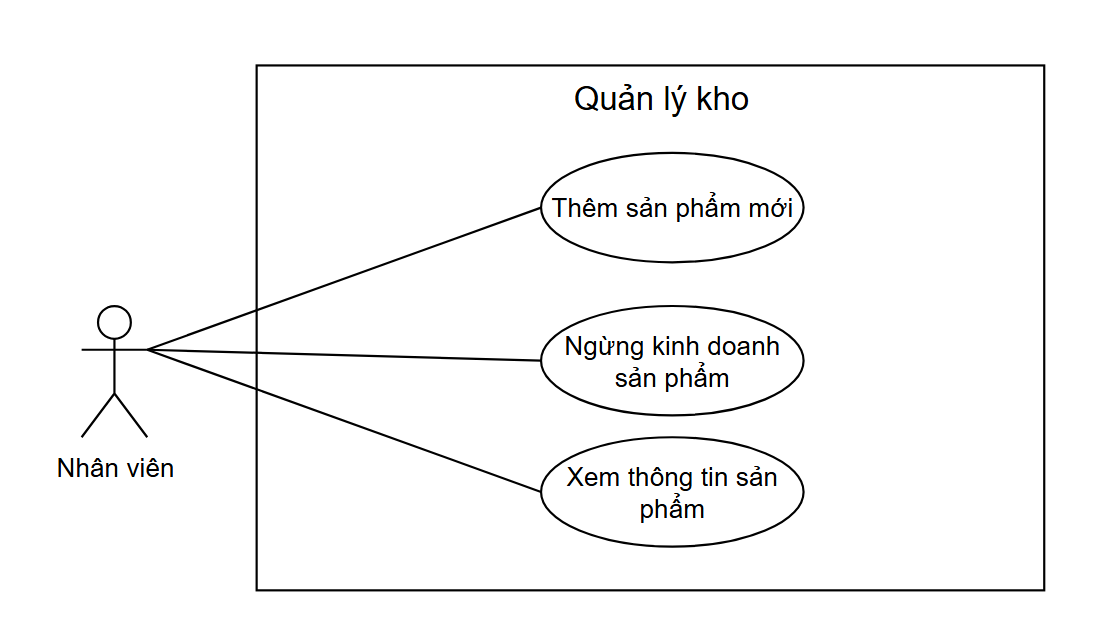 Quản lý kho
Thêm sản phẩm mới
Ngừng kinh doanh
sản phẩm
Xem thông tin sản
phẩm
Nhân viên